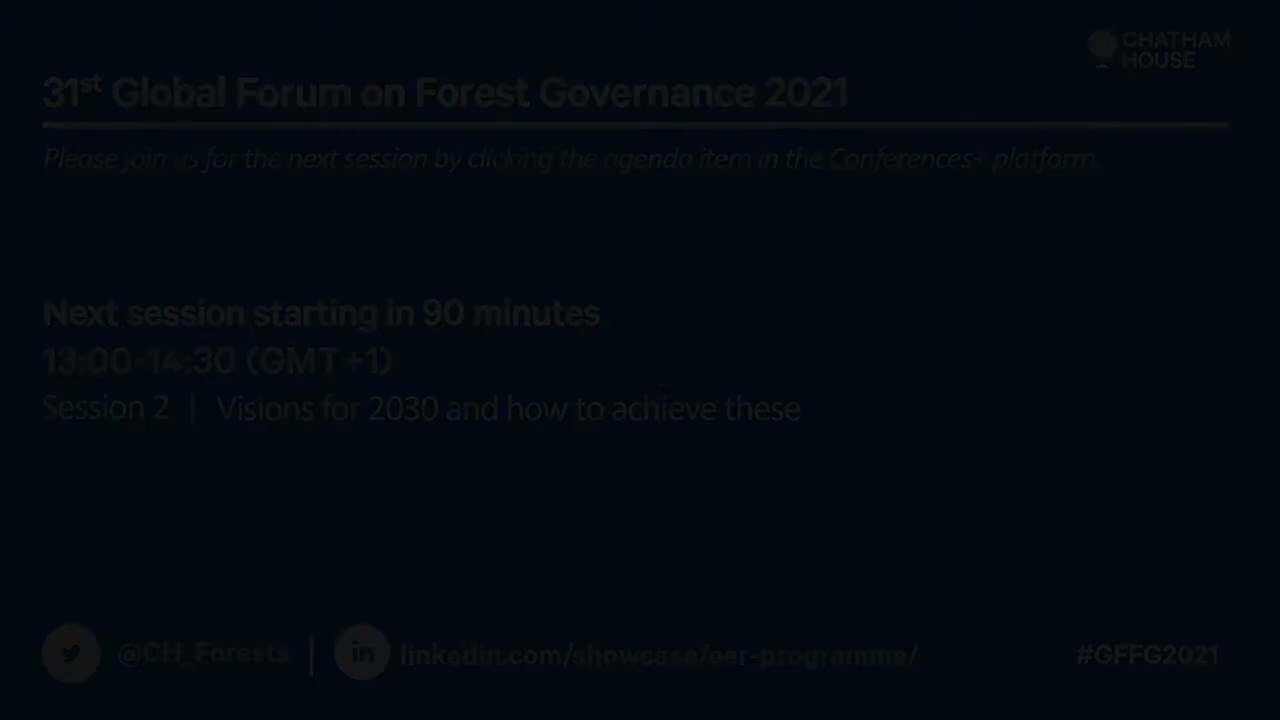 CHATHAM
HOUSE
31st Global Forum on Forest Governance 2021
Please join us for the next session by clicking the agenda item in the Conferences+ platform.
Next session starting in 90 minutes
13:00-14:30 (GMT+1)
Session 2 | Visions for 2030 and how to achieve these
@CH_Forests | in linkedin.com/showcase/eer-programme/
#GFFG2021